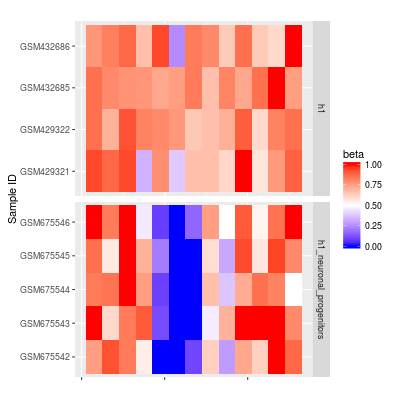 GSM432686
GSM432685
GSM429322
GSM429321
h1
GSM675546
GSM675545
GSM675544
GSM675543
GSM675542
h1_neuronal_progenitors
Sample ID
beta
1.00
0.75
0.50
0.25
0.00